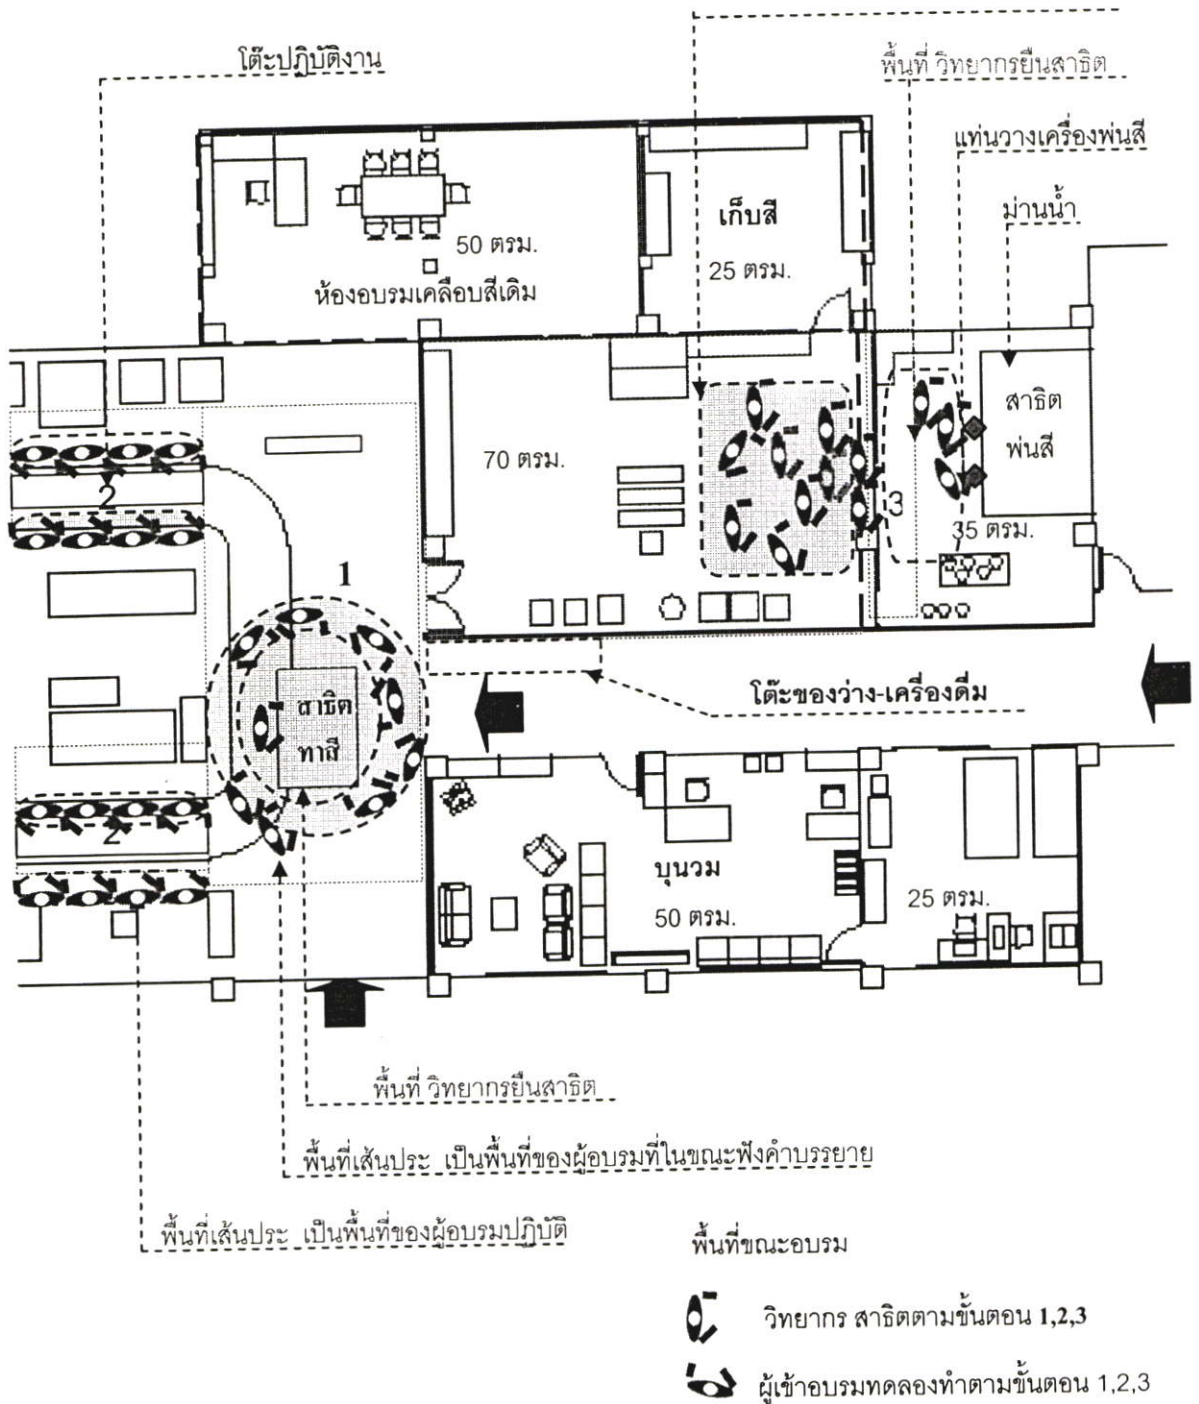 โต๊ะปฏิบัติงาน
พื้นที่ วิทยากรยืนสาธิต
แท่นวางเครื่องพ่นสี
ม่านน้ำ
เก็บสี
50 ตรม.
25 ตรม.
ห้องอบรมเคลือบสีเดิม
สาธิต
พ่นสี
70 ตรม.
2
3
35 ตรม.
1
สาธิต
ทาสี
โต๊ะของว่าง-เครื่องดื่ม
2
บุนวม
50 ตรม.
25 ตรม.
พื้นที่ วิทยากรยืนสาธิต
พื้นที่เส้นประ เป็นพื้นที่ของผู้อบรมที่ในขณะฟังคำบรรยาย
พื้นที่เส้นประ เป็นพื้นที่ของผู้อบรมปฏิบัติ
พื้นที่ขณะอบรม
วิทยากร สาธิตตามขั้นตอน 1,2,3
ผู้เข้าอบรมทดลองทำตามขั้นตอน 1,2,3